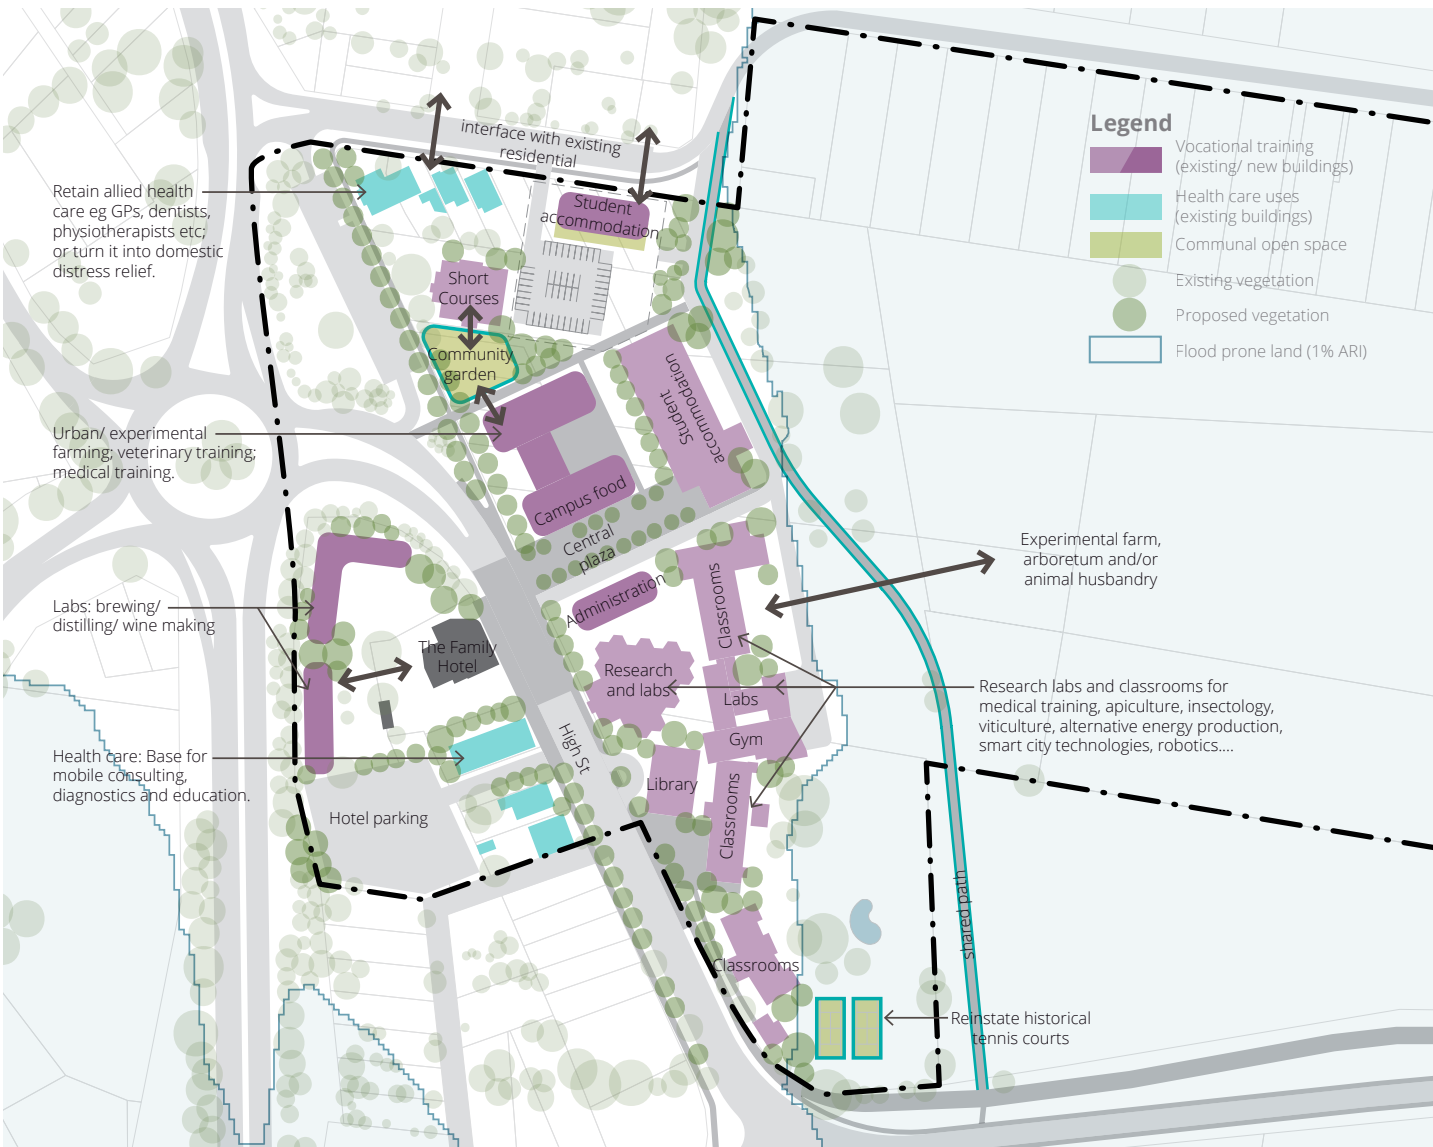 interface with existing
residential
Legend
Vocational training
(existing/ new buildings)
Health care uses
(existing buildings)
Communal open space
Existing vegetation
Proposed vegetation
Flood prone land (1% ARI)
Retain allied health
care eg GPs, dentists,
physiotherapists etc;
or turn it into domestic
distress relief.
Student
accommodation
Short
Courses
Community
garden
Student
accommodation
Urban/ experimental
farming; veterinary training;
medical training.
Campus food
Central
plaza
Experimental farm,
arboretum and/or
animal husbandry
Administration
Classrooms
Labs: brewing/
distilling/ wine making
The Family
Hotel
Research
and labs
Labs
Research labs and classrooms for
medical training, apiculture, insectology,
viticulture, alternative energy production,
smart city technologies, robotics....
Gym
High St
Health care: Base for
mobile consulting,
diagnostics and education.
Library
Classrooms
Hotel parking
shared path
Classrooms
Reinstate historical
tennis courts